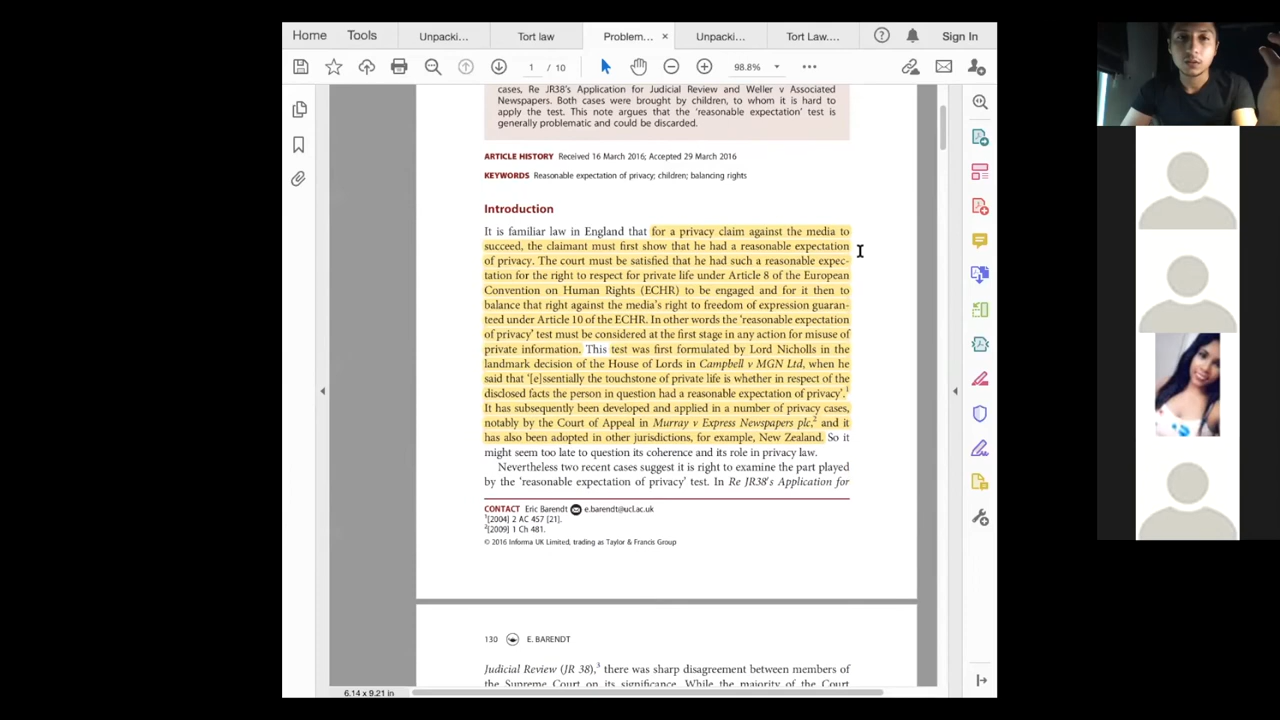 Home
Tools
Unpacki...
Tort law
Problem...
Unpacki...
Tort Law....
Sign In
1 / 10
98.8%
cases, Re JR38's Application for Judicial Review and Weller v Associated
Newspapers. Both cases were brought by children, to whom it is hard to
apply the test. This note argues that the 'reasonable expectation' test is
generally problematic and could be discarded.
ARTICLE HISTORY Received 16 March 2016; Accepted 29 March 2016
KEYWORDS Reasonable expectation of privacy; children; balancing rights
Introduction
It is familiar law in England that for a privacy claim against the media to
succeed, the claimant must first show that he had a reasonable expectation
of privacy. The court must be satisfied that he had such a reasonable expec-
tation for the right to respect for private life under Article 8 of the European
Convention on Human Rights (ECHR) to be engaged and for it then to
balance that right against the media's right to freedom of expression guaran-
teed under Article 10 of the ECHR. In other words the 'reasonable expectation
of privacy' test must be considered at the first stage in any action for misuse of
private information. This test was first formulated by Lord Nicholls in the
landmark decision of the House of Lords in Campbell v MGN Ltd, when he
said that '[e]ssentially the touchstone of private life is whether in respect of the
disclosed facts the person in question had a reasonable expectation of privacy'.1
It has subsequently been developed and applied in a number of privacy cases,
notably by the Court of Appeal in Murray v Express Newspapers plc,2 and it
has also been adopted in other jurisdictions, for example, New Zealand. So it
might seem too late to question its coherence and its role in privacy law.
Nevertheless two recent cases suggest it is right to examine the part played
by the 'reasonable expectation of privacy' test. In Re JR38's Application for
CONTACT Eric Barendt e.barendt@ucl.ac.uk
1[2004] 2 AC 457 [21].
2[2009] 1 Ch 481.
© 2016 Informa UK Limited, trading as Taylor & Francis Group
130 E. BARENDT
Judicial Review (JR 38),3 there was sharp disagreement between members of
the Supreme Court on its significance. While the majority of the Court
6.14 x 9.21 in